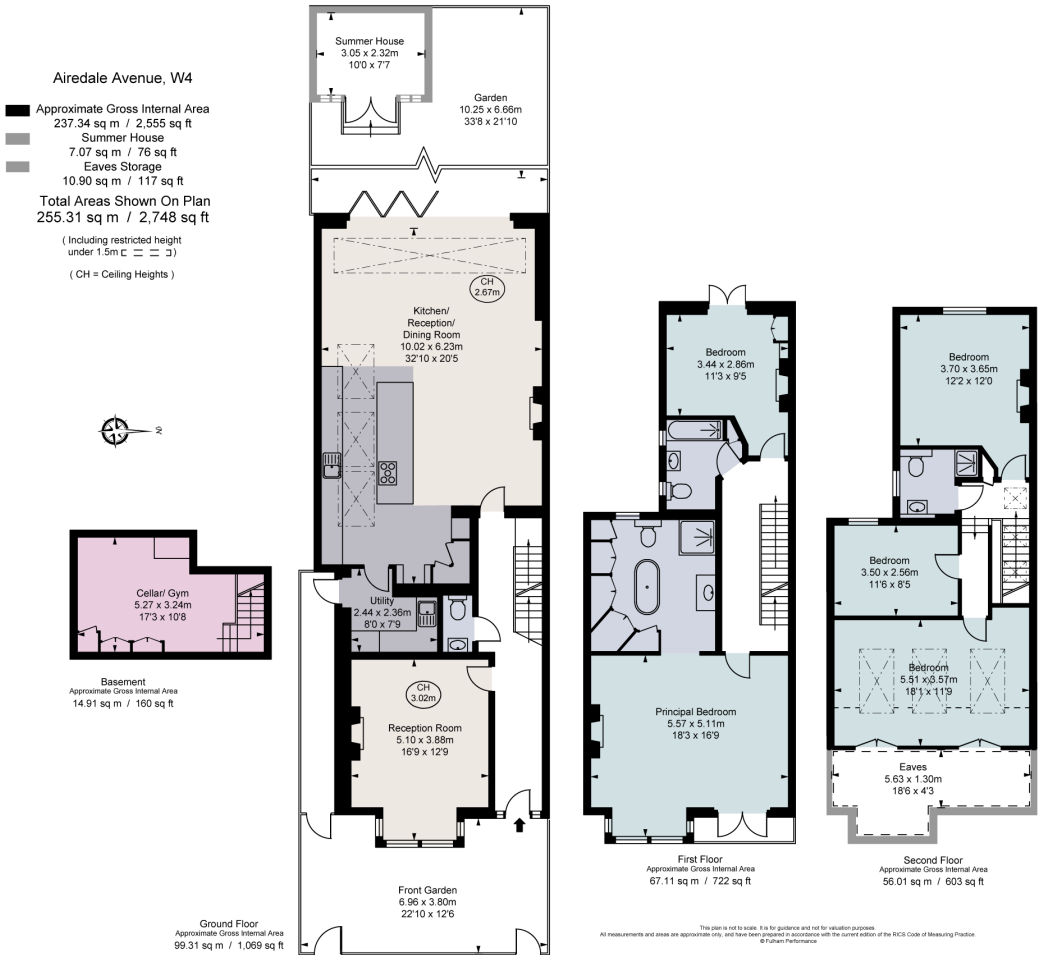 Airedale Avenue, W4
Approximate Gross Internal Area
237.34 sq m / 2,555 sq ft
Summer House
7.07 sq m / 76 sq ft
Eaves Storage
10.90 sq m / 117 sq ft
Total Areas Shown On Plan
255.31 sq m / 2,748 sq ft
( Including restricted height
under 1.5m )
( CH = Ceiling Heights )
N
Summer House
3.05 x 2.32m
10'0 x 7'7
Garden
10.25 x 6.66m
33'8 x 21'10
CH
2.67m
Kitchen/
Reception/
Dining Room
10.02 x 6.23m
32'10 x 20'5
Utility
2.44 x 2.36m
8'0 x 7'9
CH
3.02m
Reception Room
5.10 x 3.88m
16'9 x 12'9
Front Garden
6.96 x 3.80m
22'10 x 12'6
Ground Floor
Approximate Gross Internal Area
99.31 sq m / 1,069 sq ft
Cellar/ Gym
5.27 x 3.24m
17'3 x 10'8
Basement
Approximate Gross Internal Area
14.91 sq m / 160 sq ft
Bedroom
3.44 x 2.86m
11'3 x 9'5
Principal Bedroom
5.57 x 5.11m
18'3 x 16'9
First Floor
Approximate Gross Internal Area
67.11 sq m / 722 sq ft
Bedroom
3.70 x 3.65m
12'2 x 12'0
Bedroom
3.50 x 2.56m
11'6 x 8'5
Bedroom
5.51 x 3.57m
18'1 x 11'9
Eaves
5.63 x 1.30m
18'6 x 4'3
Second Floor
Approximate Gross Internal Area
56.01 sq m / 603 sq ft
This plan is not to scale. It is for guidance and not for valuation purposes.
All measurements and areas are approximate only, and have been prepared in accordance with the current edition of the RICS Code of Measuring Practice.
© Fulham Performance